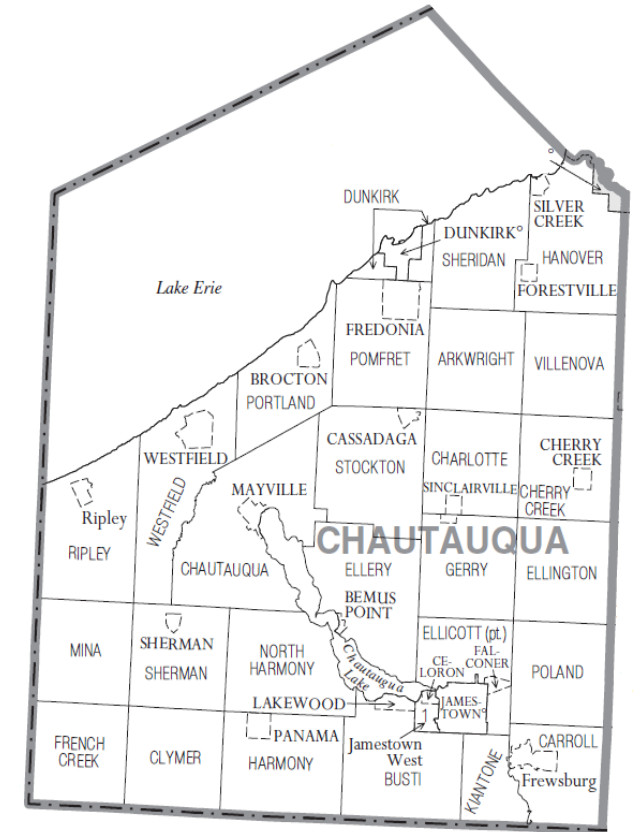 DUNKIRK
SILVER
CREEK
DUNKIRK°
SHERIDAN
HANOVER
Lake Erie
FORESTVILLE
FREDONIA
POMFRET
ARKWRIGHT
VILLENOVA
BROCTON
PORTLAND
CASSADAGA
STOCKTON
CHARLOTTE
CHERRY
CREEK
WESTFIELD
WESTFIELD
MAYVILLE
SINCLAIRVILLE
CHERRY
CREEK
Ripley
RIPLEY
CHAUTAUQUA
CHAUTAUQUA
ELLERY
GERRY
ELLINGTON
BEMUS
POINT
MINA
SHERMAN
SHERMAN
NORTH
HARMONY
Chautauqua
Lake
ELLICOTT (pt.)
CE-
LORON
FAL-
CONER
POLAND
LAKEWOOD
1
JAMES-
TOWN°
FRENCH
CREEK
CLYMER
PANAMA
HARMONY
Jamestown
West
BUSTI
KIANTONE
CARROLL
Frewsburg